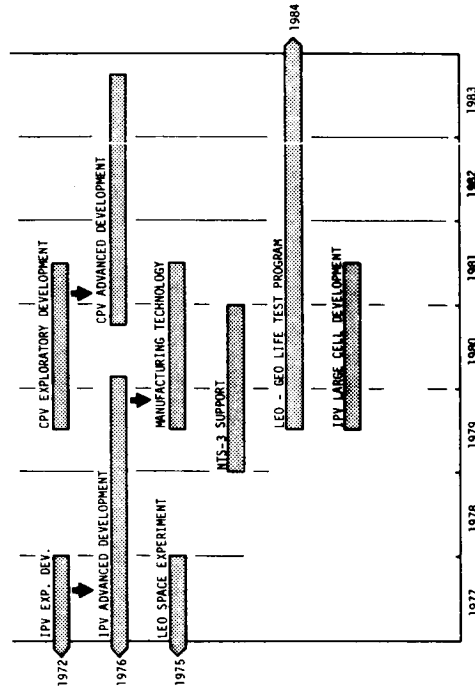 IPV EXP. DEV.
CPV EXPLORATORY DEVELOPMENT
1972
IPV ADVANCED DEVELOPMENT
CPV ADVANCED DEVELOPMENT
1976
LEO SPACE EXPERIMENT
MANUFACTURING TECHNOLOGY
1975
NTS-3 SUPPORT
LEO - GEO LIFE TEST PROGRAM
1984
IPV LARGE CELL DEVELOPMENT
1977
1978
1979
1980
1981
1982
1983